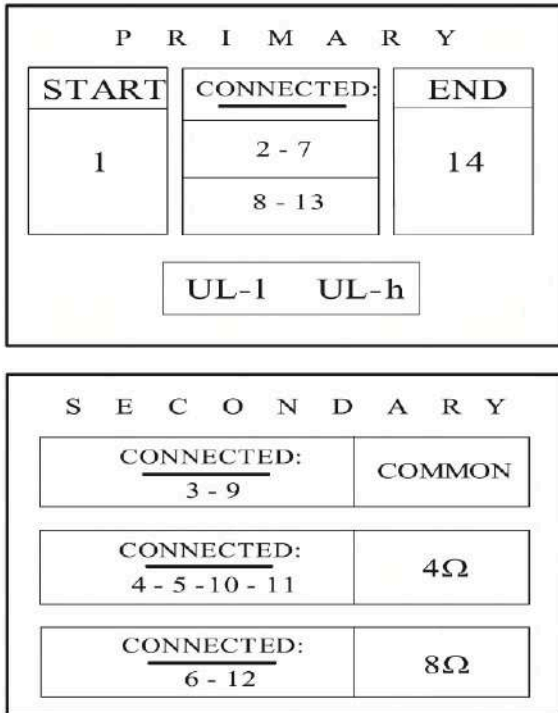 P R I M A R Y
START
1
CONNECTED:
2 - 7
8 - 13
END
14
UL-l UL-h
S E C O N D A R Y
CONNECTED:
3 - 9
COMMON
CONNECTED:
4 - 5 -10 - 11
4Ω
CONNECTED:
6 - 12
8Ω